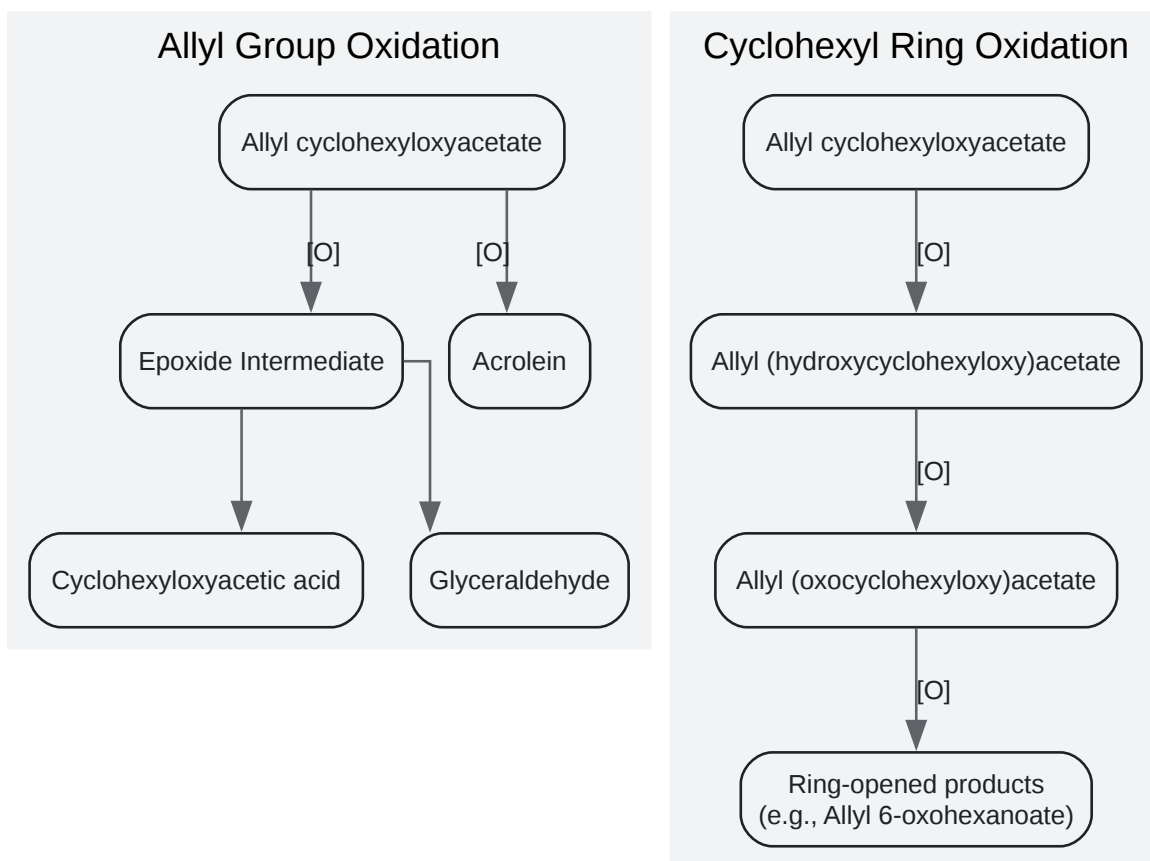 Allyl Group Oxidation
Allyl cyclohexyloxyacetate
[O]
[O]
Epoxide Intermediate
Acrolein
Cyclohexyloxyacetic acid
Glyceraldehyde
Cyclohexyl Ring Oxidation
Allyl cyclohexyloxyacetate
[O]
Allyl (hydroxycyclohexyloxy)acetate
[O]
Allyl (oxocyclohexyloxy)acetate
[O]
Ring-opened products
(e.g., Allyl 6-oxohexanoate)